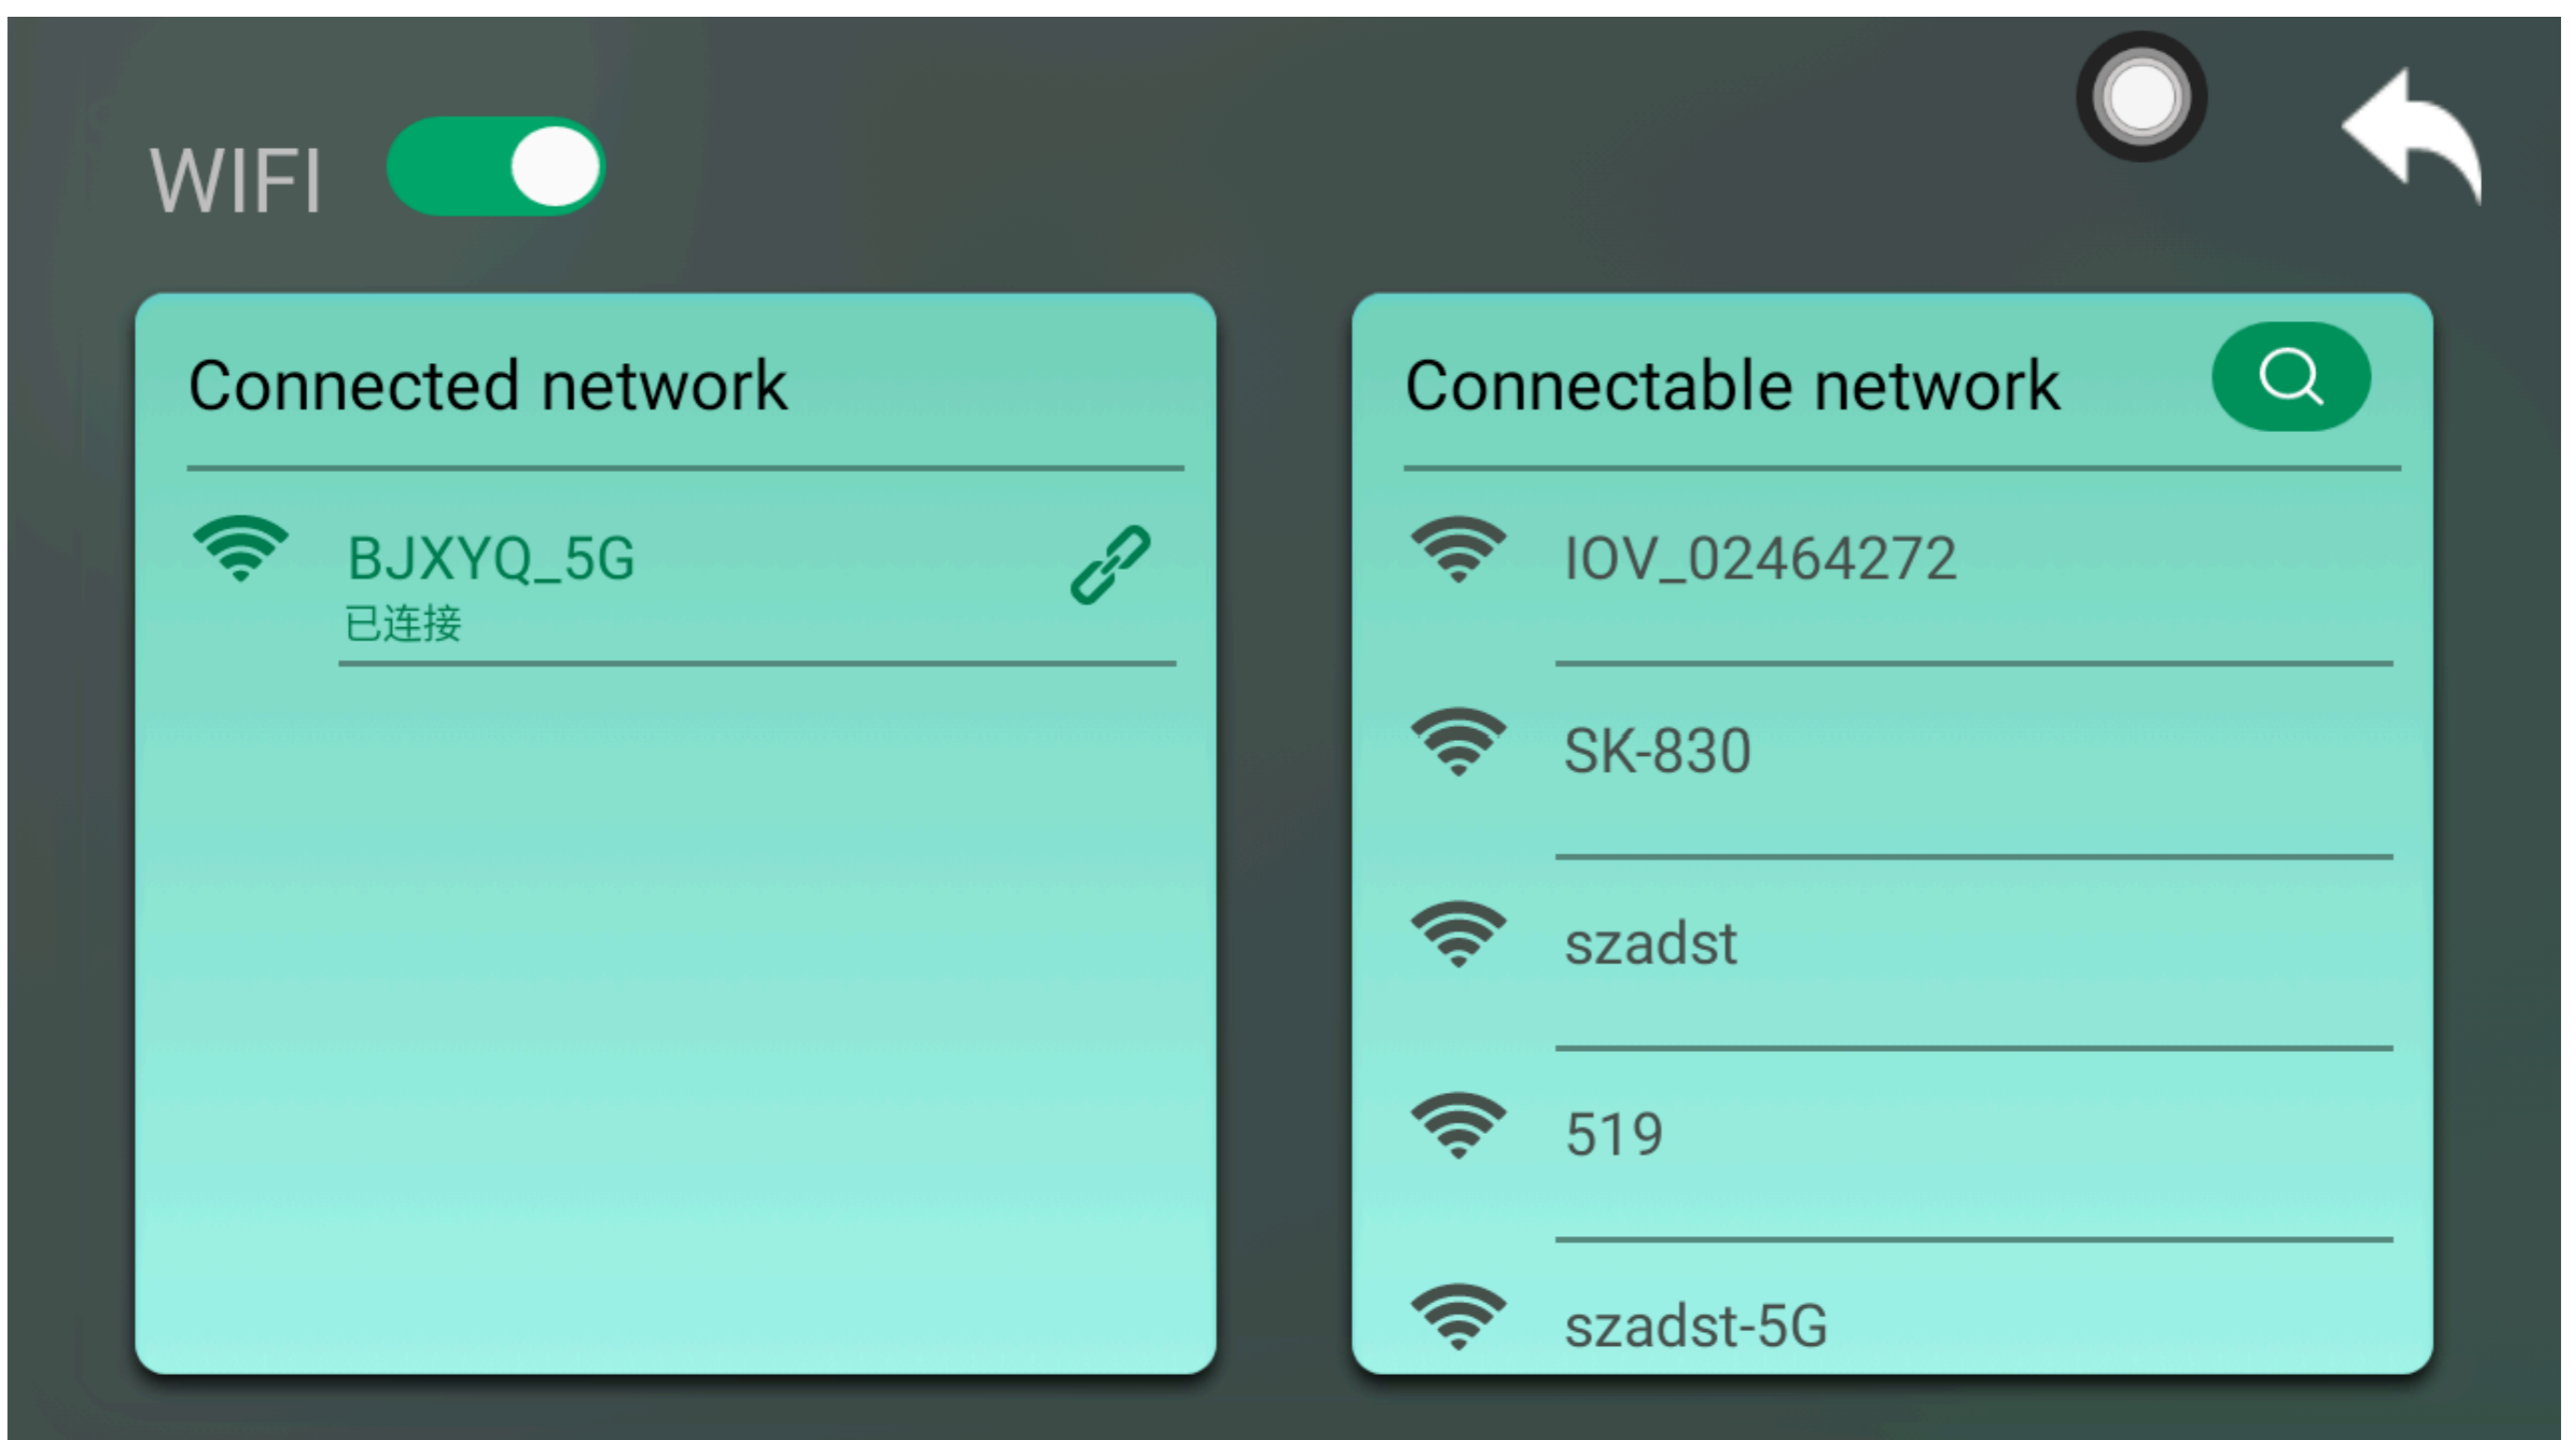 WIFI
Connected network
BJXYQ_5G
已连接
Connectable network
IOV_02464272
SK-830
szadst
519
szadst-5G